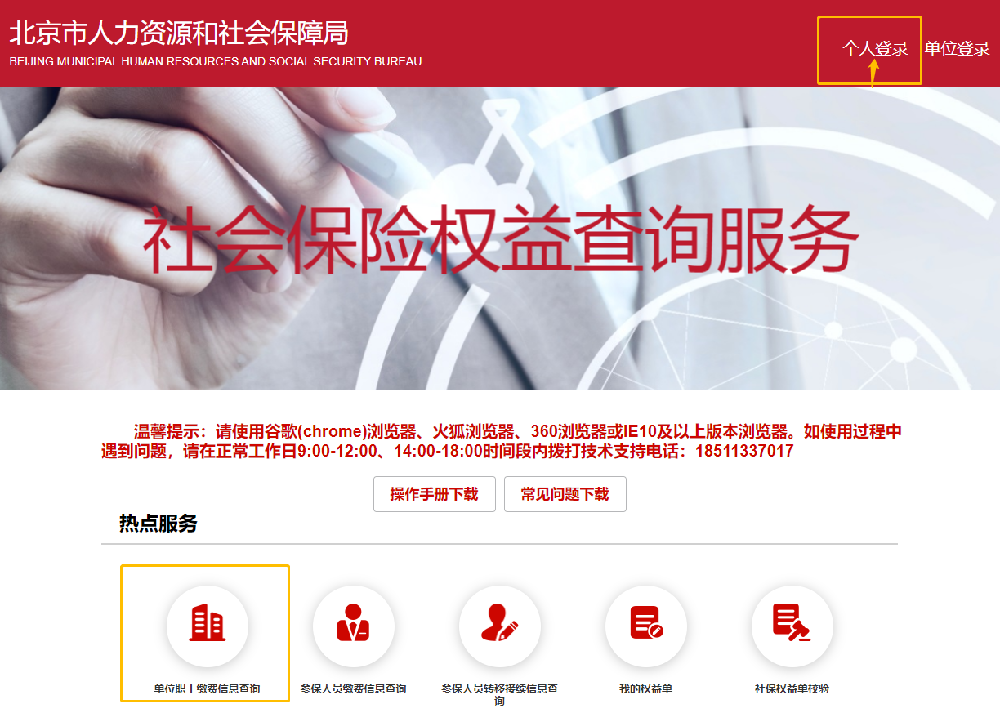 北京市人力资源和社会保障局
BEIJING MUNICIPAL HUMAN RESOURCES AND SOCIAL SECURITY BUREAU
个人登录 单位登录
社会保险权益查询服务
温馨提示：请使用谷歌(chrome)浏览器、火狐浏览器、360浏览器或IE10及以上版本浏览器。如使用过程中
遇到问题，请在正常工作日9:00-12:00、14:00-18:00时间段内拨打技术支持电话：18511337017
操作手册下载 常见问题下载
热点服务
单位职工缴费信息查询
参保人员缴费信息查询
参保人员转移接续信息查
询
我的权益单
社保权益单校验